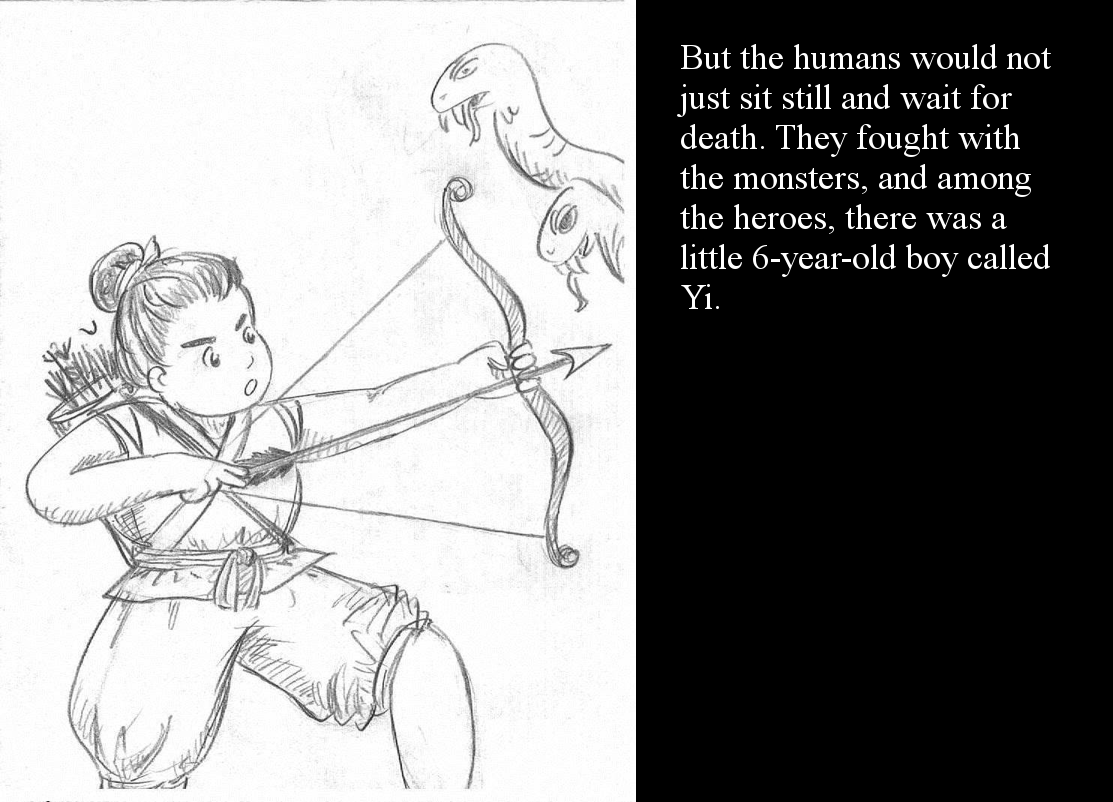 But the humans would not
just sit still and wait for
death. They fought with
the monsters, and among
the heroes, there was a
little 6-year-old boy called
Yi.